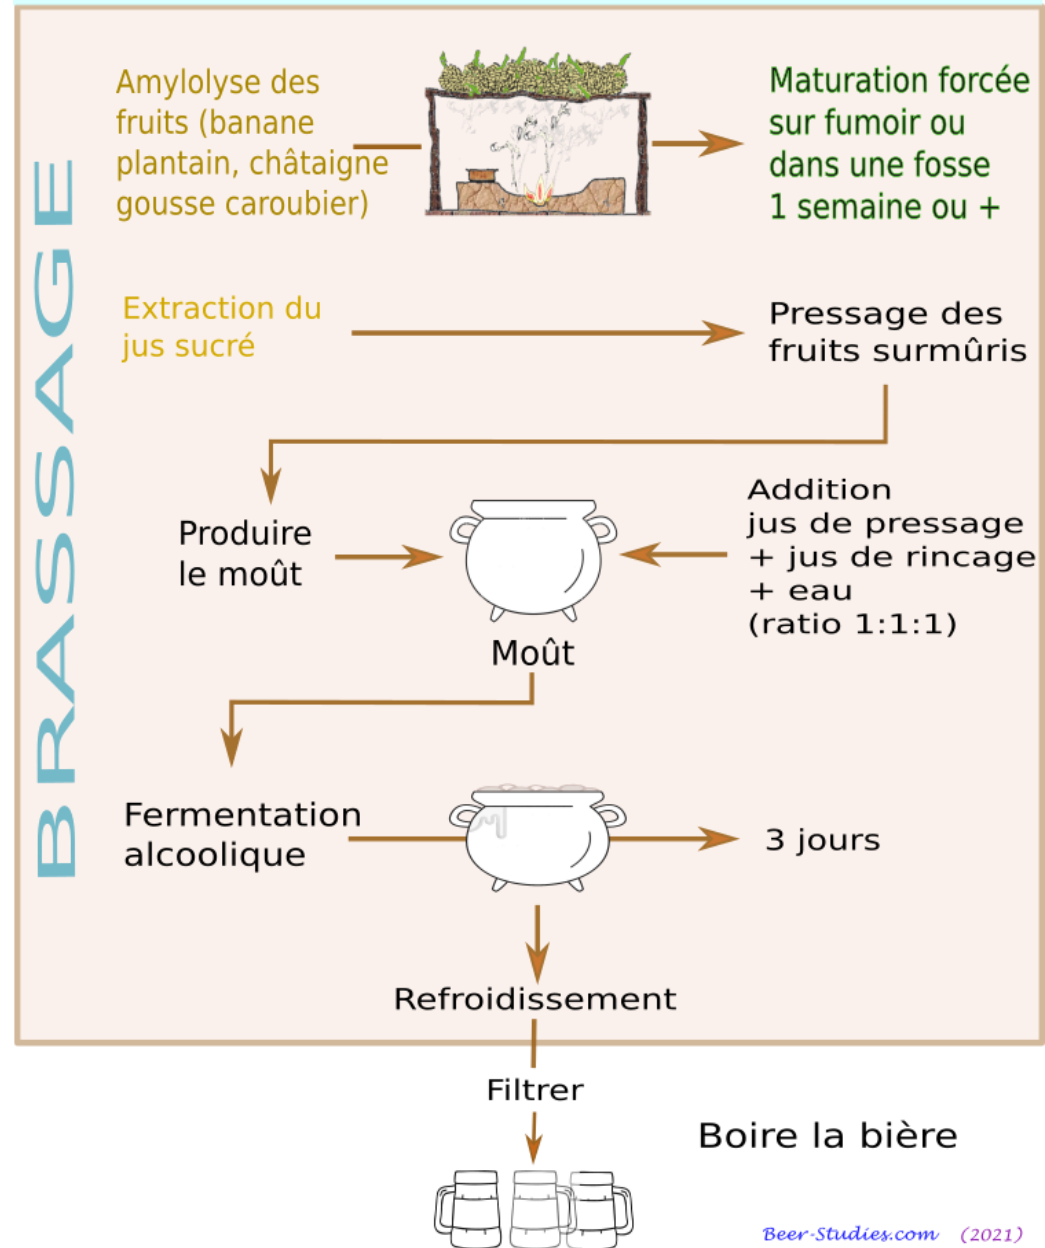 BRASSAGE
Amylolyse des
fruits (banane
plantain, châtaigne
gousse caroubier)
Maturation forcée
sur fumoir ou
dans une fosse
1 semaine ou +
Extraction du
jus sucré
Pressage des
fruits surmûris
Produire
le moût
Moût
Addition
jus de pressage
+ jus de rincage
+ eau
(ratio 1:1:1)
Fermentation
alcoolique
3 jours
Refroidissement
Filtrer
Boire la bière
Beer-Studies.com (2021)